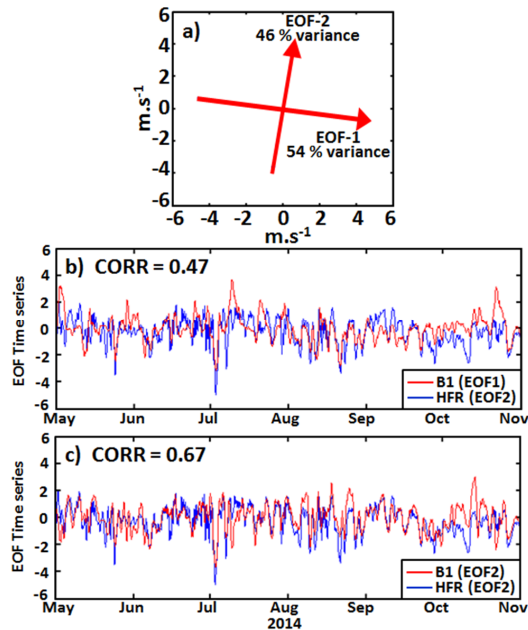 a)
EOF-2
46 % variance
6
4
2
0
-2
-4
-6
m.s-1
EOF-1
54 % variance
-6 -4 -2 0 2 4 6
m.s-1
b) CORR = 0.47
6
4
2
0
-2
-4
-6
EOF Time series
B1 (EOF1)
HFR (EOF2)
May Jun Jul Aug Sep Oct Nov
c) CORR = 0.67
6
4
2
0
-2
-4
-6
EOF Time series
B1 (EOF2)
HFR (EOF2)
May Jun Jul Aug Sep Oct Nov
2014